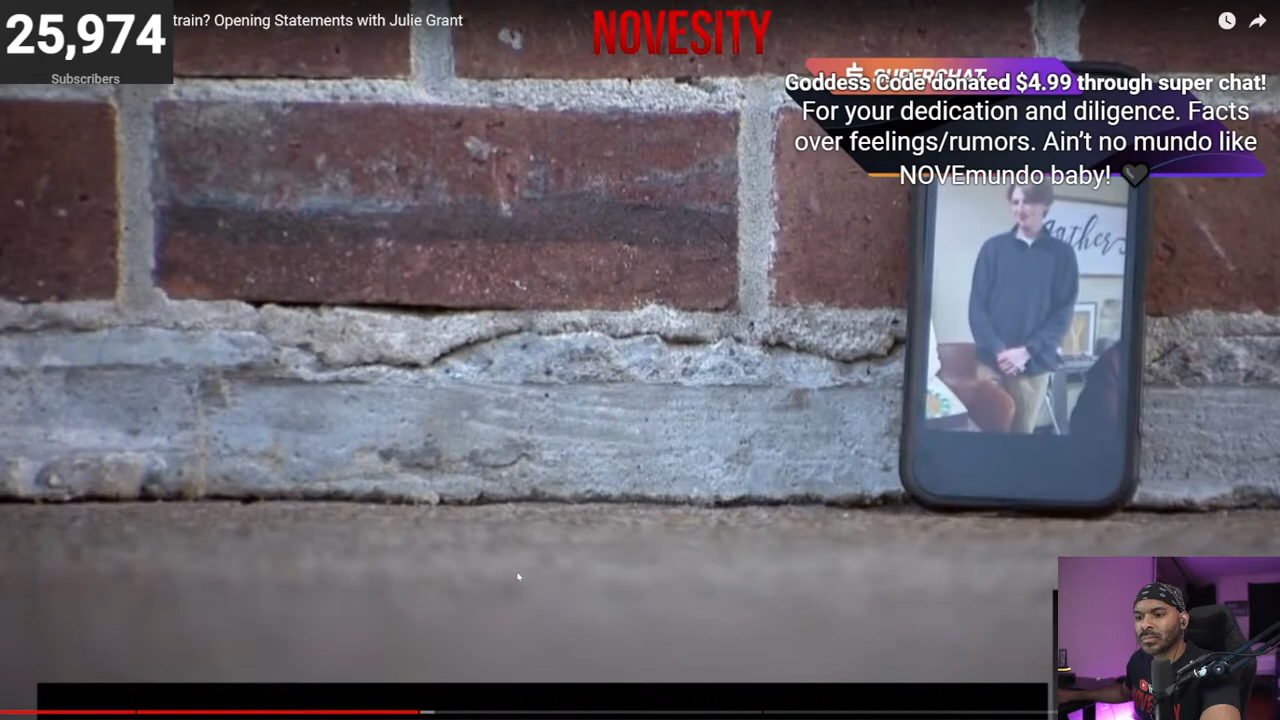 25,974
Subscribers
train? Opening Statements with Julie Grant
NOVESITY
SUPERCHAT
Goddess Code donated $4.99 through super chat!
For your dedication and diligence. Facts
over feelings/rumors. Ain’t no mundo like
NOVEmundo baby! 🖤
gather